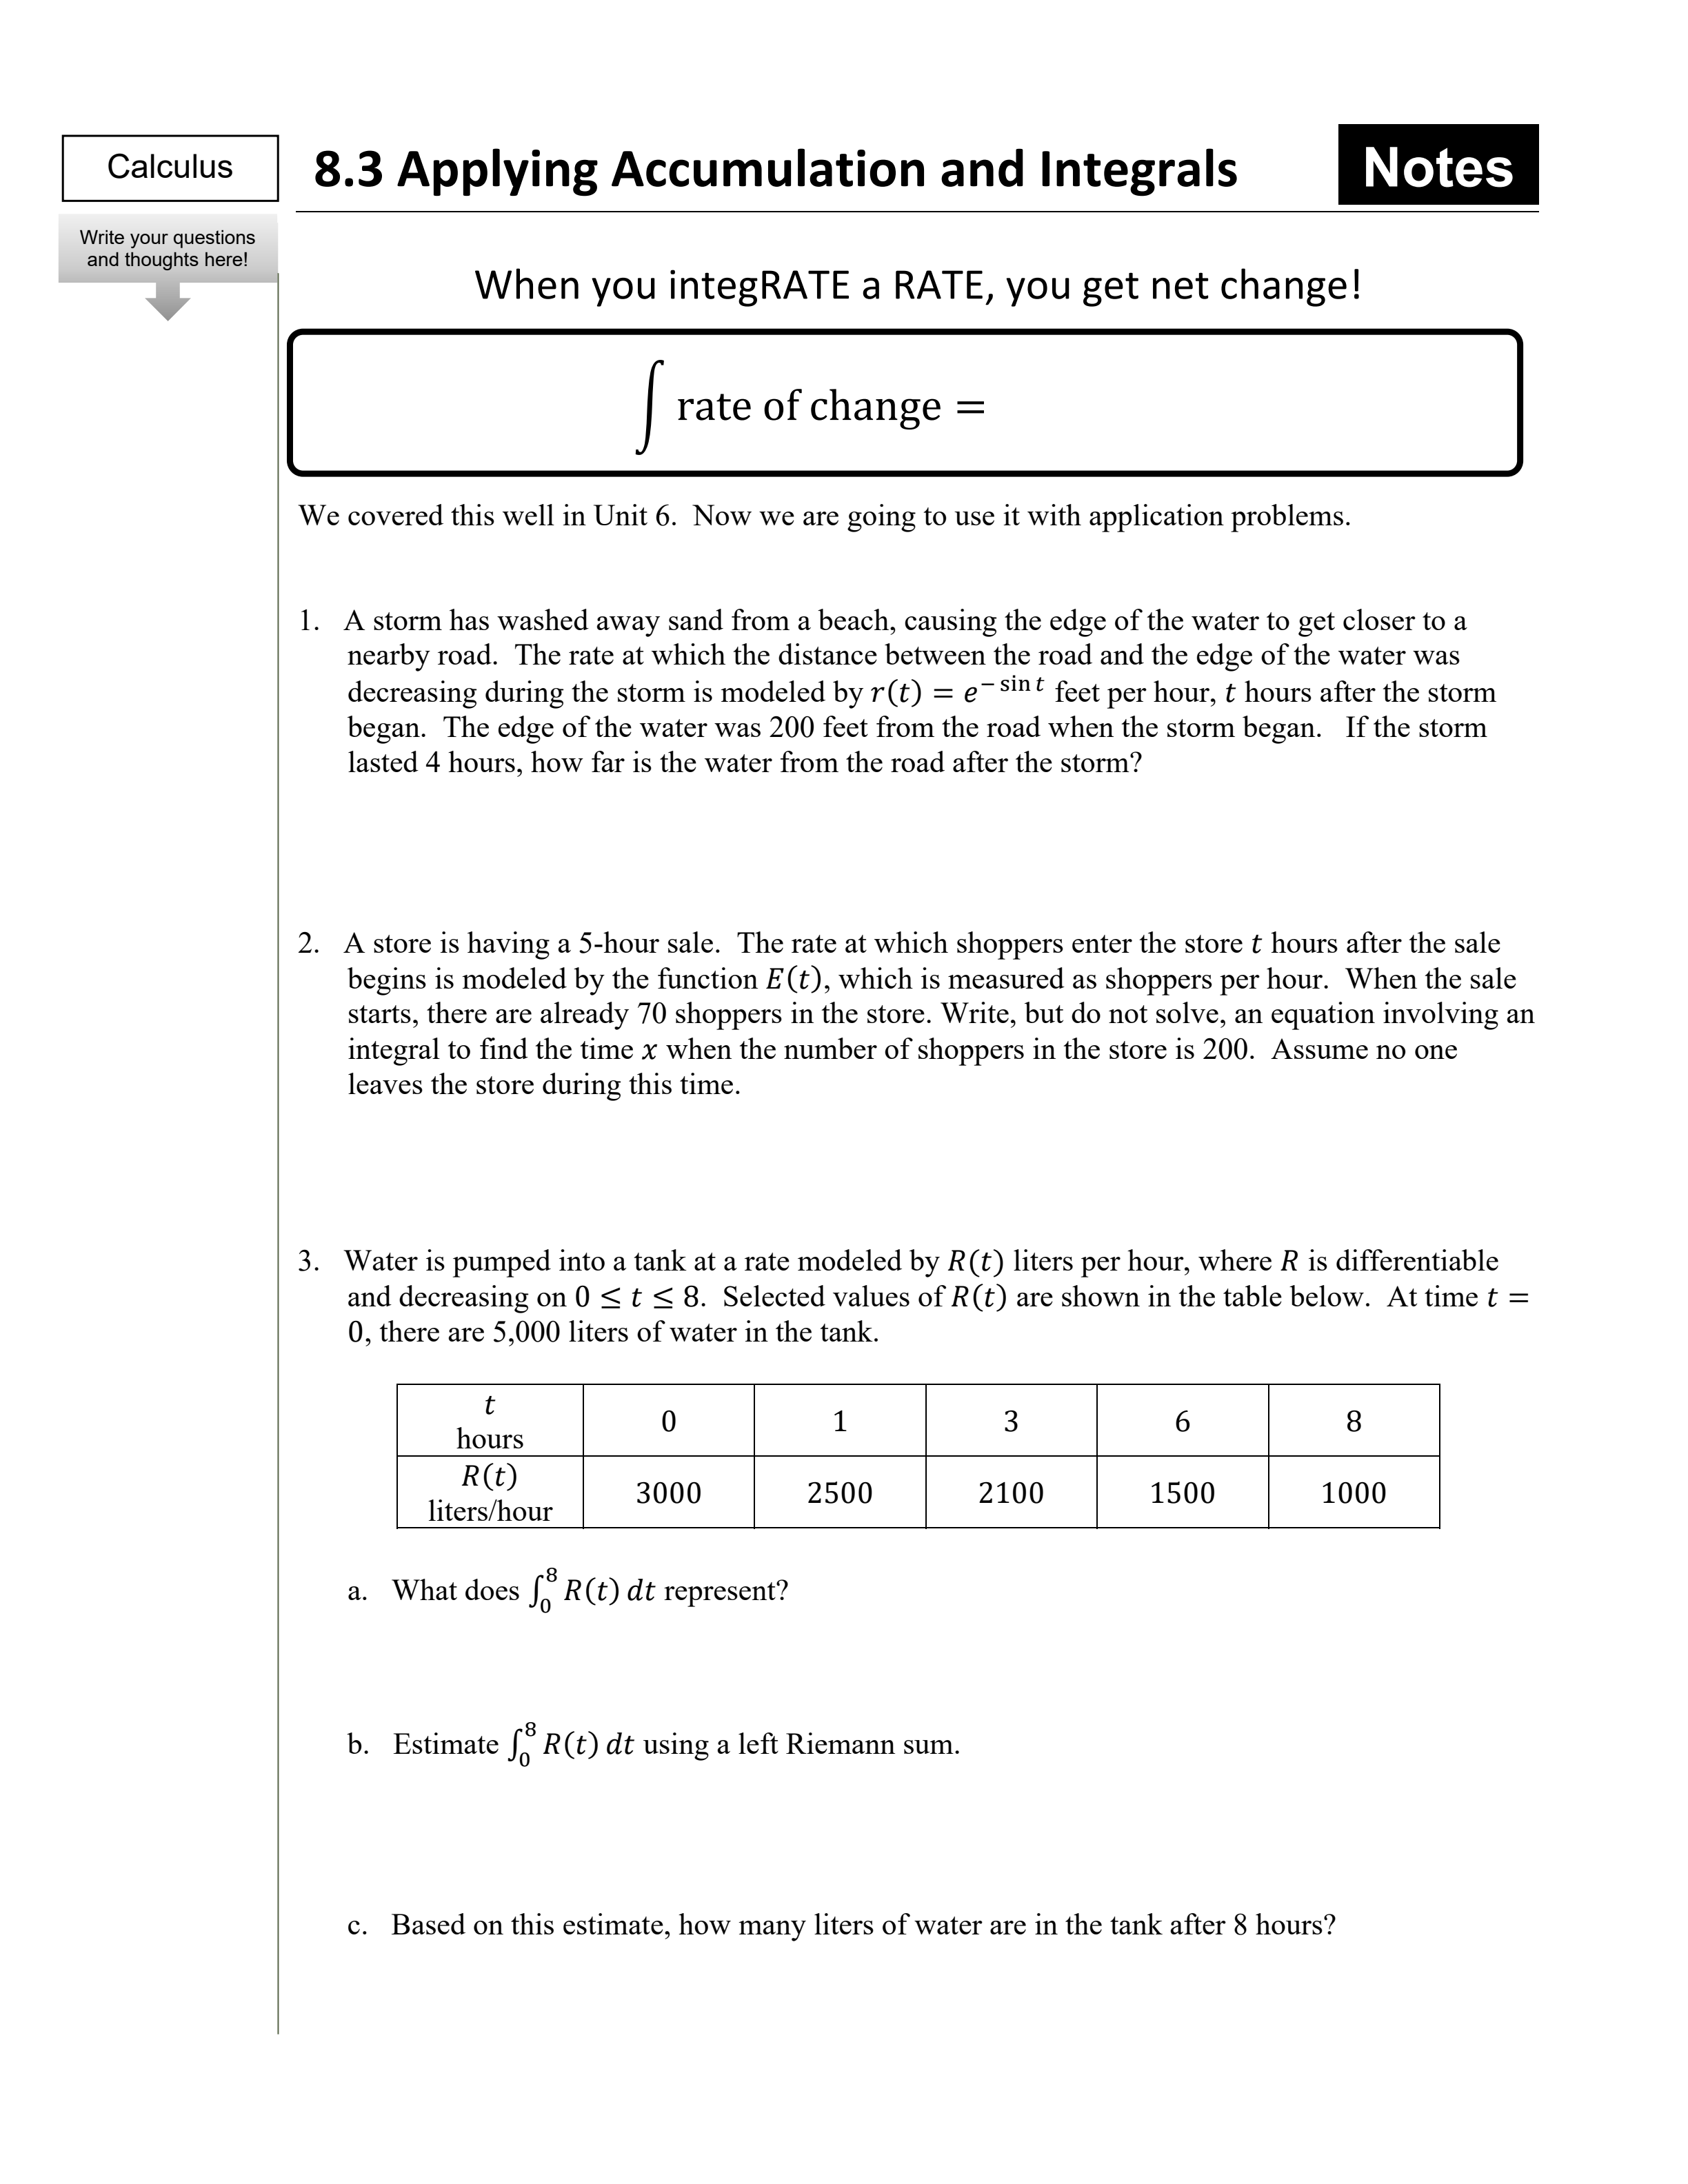 Calculus
8.3 Applying Accumulation and Integrals
Notes
Write your questions
and thoughts here!
When you integRATE a RATE, you get net change!
∫ rate of change =
We covered this well in Unit 6. Now we are going to use it with application problems.
1. A storm has washed away sand from a beach, causing the edge of the water to get closer to a
nearby road. The rate at which the distance between the road and the edge of the water was
decreasing during the storm is modeled by r(t) = e^(− sin t) feet per hour, t hours after the storm
began. The edge of the water was 200 feet from the road when the storm began. If the storm
lasted 4 hours, how far is the water from the road after the storm?
2. A store is having a 5-hour sale. The rate at which shoppers enter the store t hours after the sale
begins is modeled by the function E(t), which is measured as shoppers per hour. When the sale
starts, there are already 70 shoppers in the store. Write, but do not solve, an equation involving an
integral to find the time x when the number of shoppers in the store is 200. Assume no one
leaves the store during this time.
3. Water is pumped into a tank at a rate modeled by R(t) liters per hour, where R is differentiable
and decreasing on 0 ≤ t ≤ 8. Selected values of R(t) are shown in the table below. At time t =
0, there are 5,000 liters of water in the tank.
t hours 0 1 3 6 8
R(t) liters/hour 3000 2500 2100 1500 1000
a. What does ∫₀⁸ R(t) dt represent?
b. Estimate ∫₀⁸ R(t) dt using a left Riemann sum.
c. Based on this estimate, how many liters of water are in the tank after 8 hours?